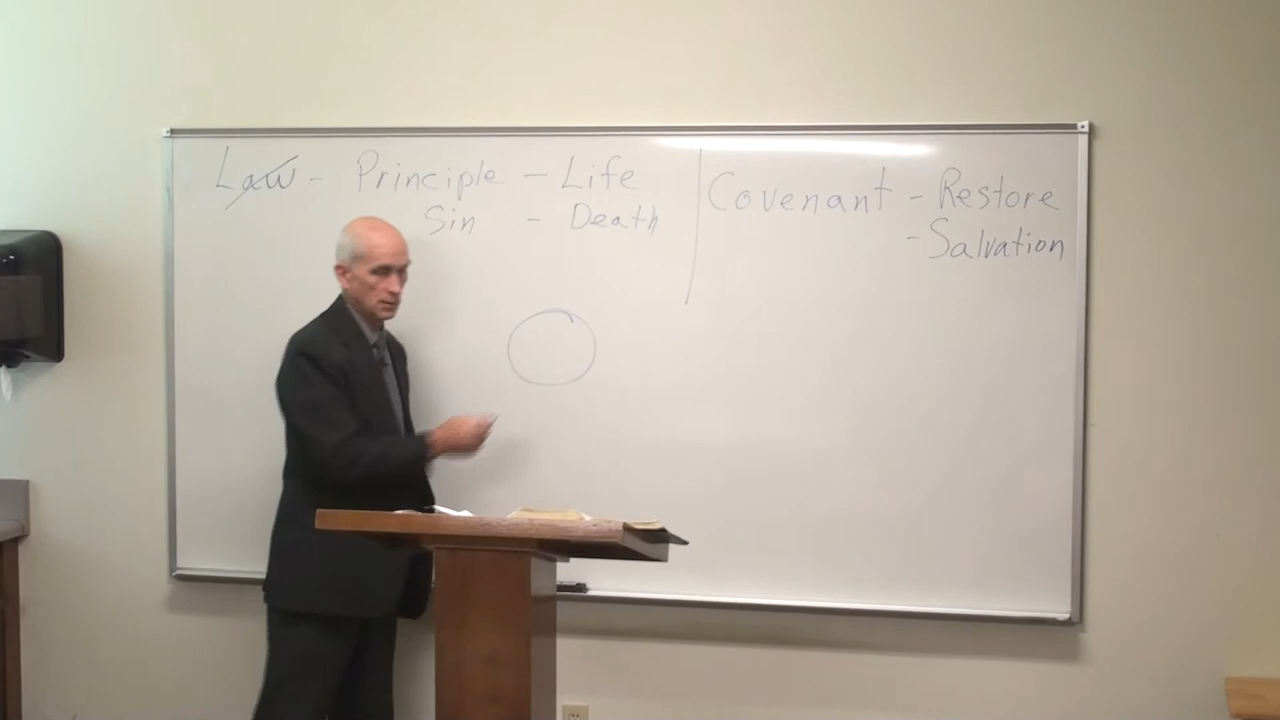 Law - Principle - Life
Sin - Death
Covenant - Restore
- Salvation